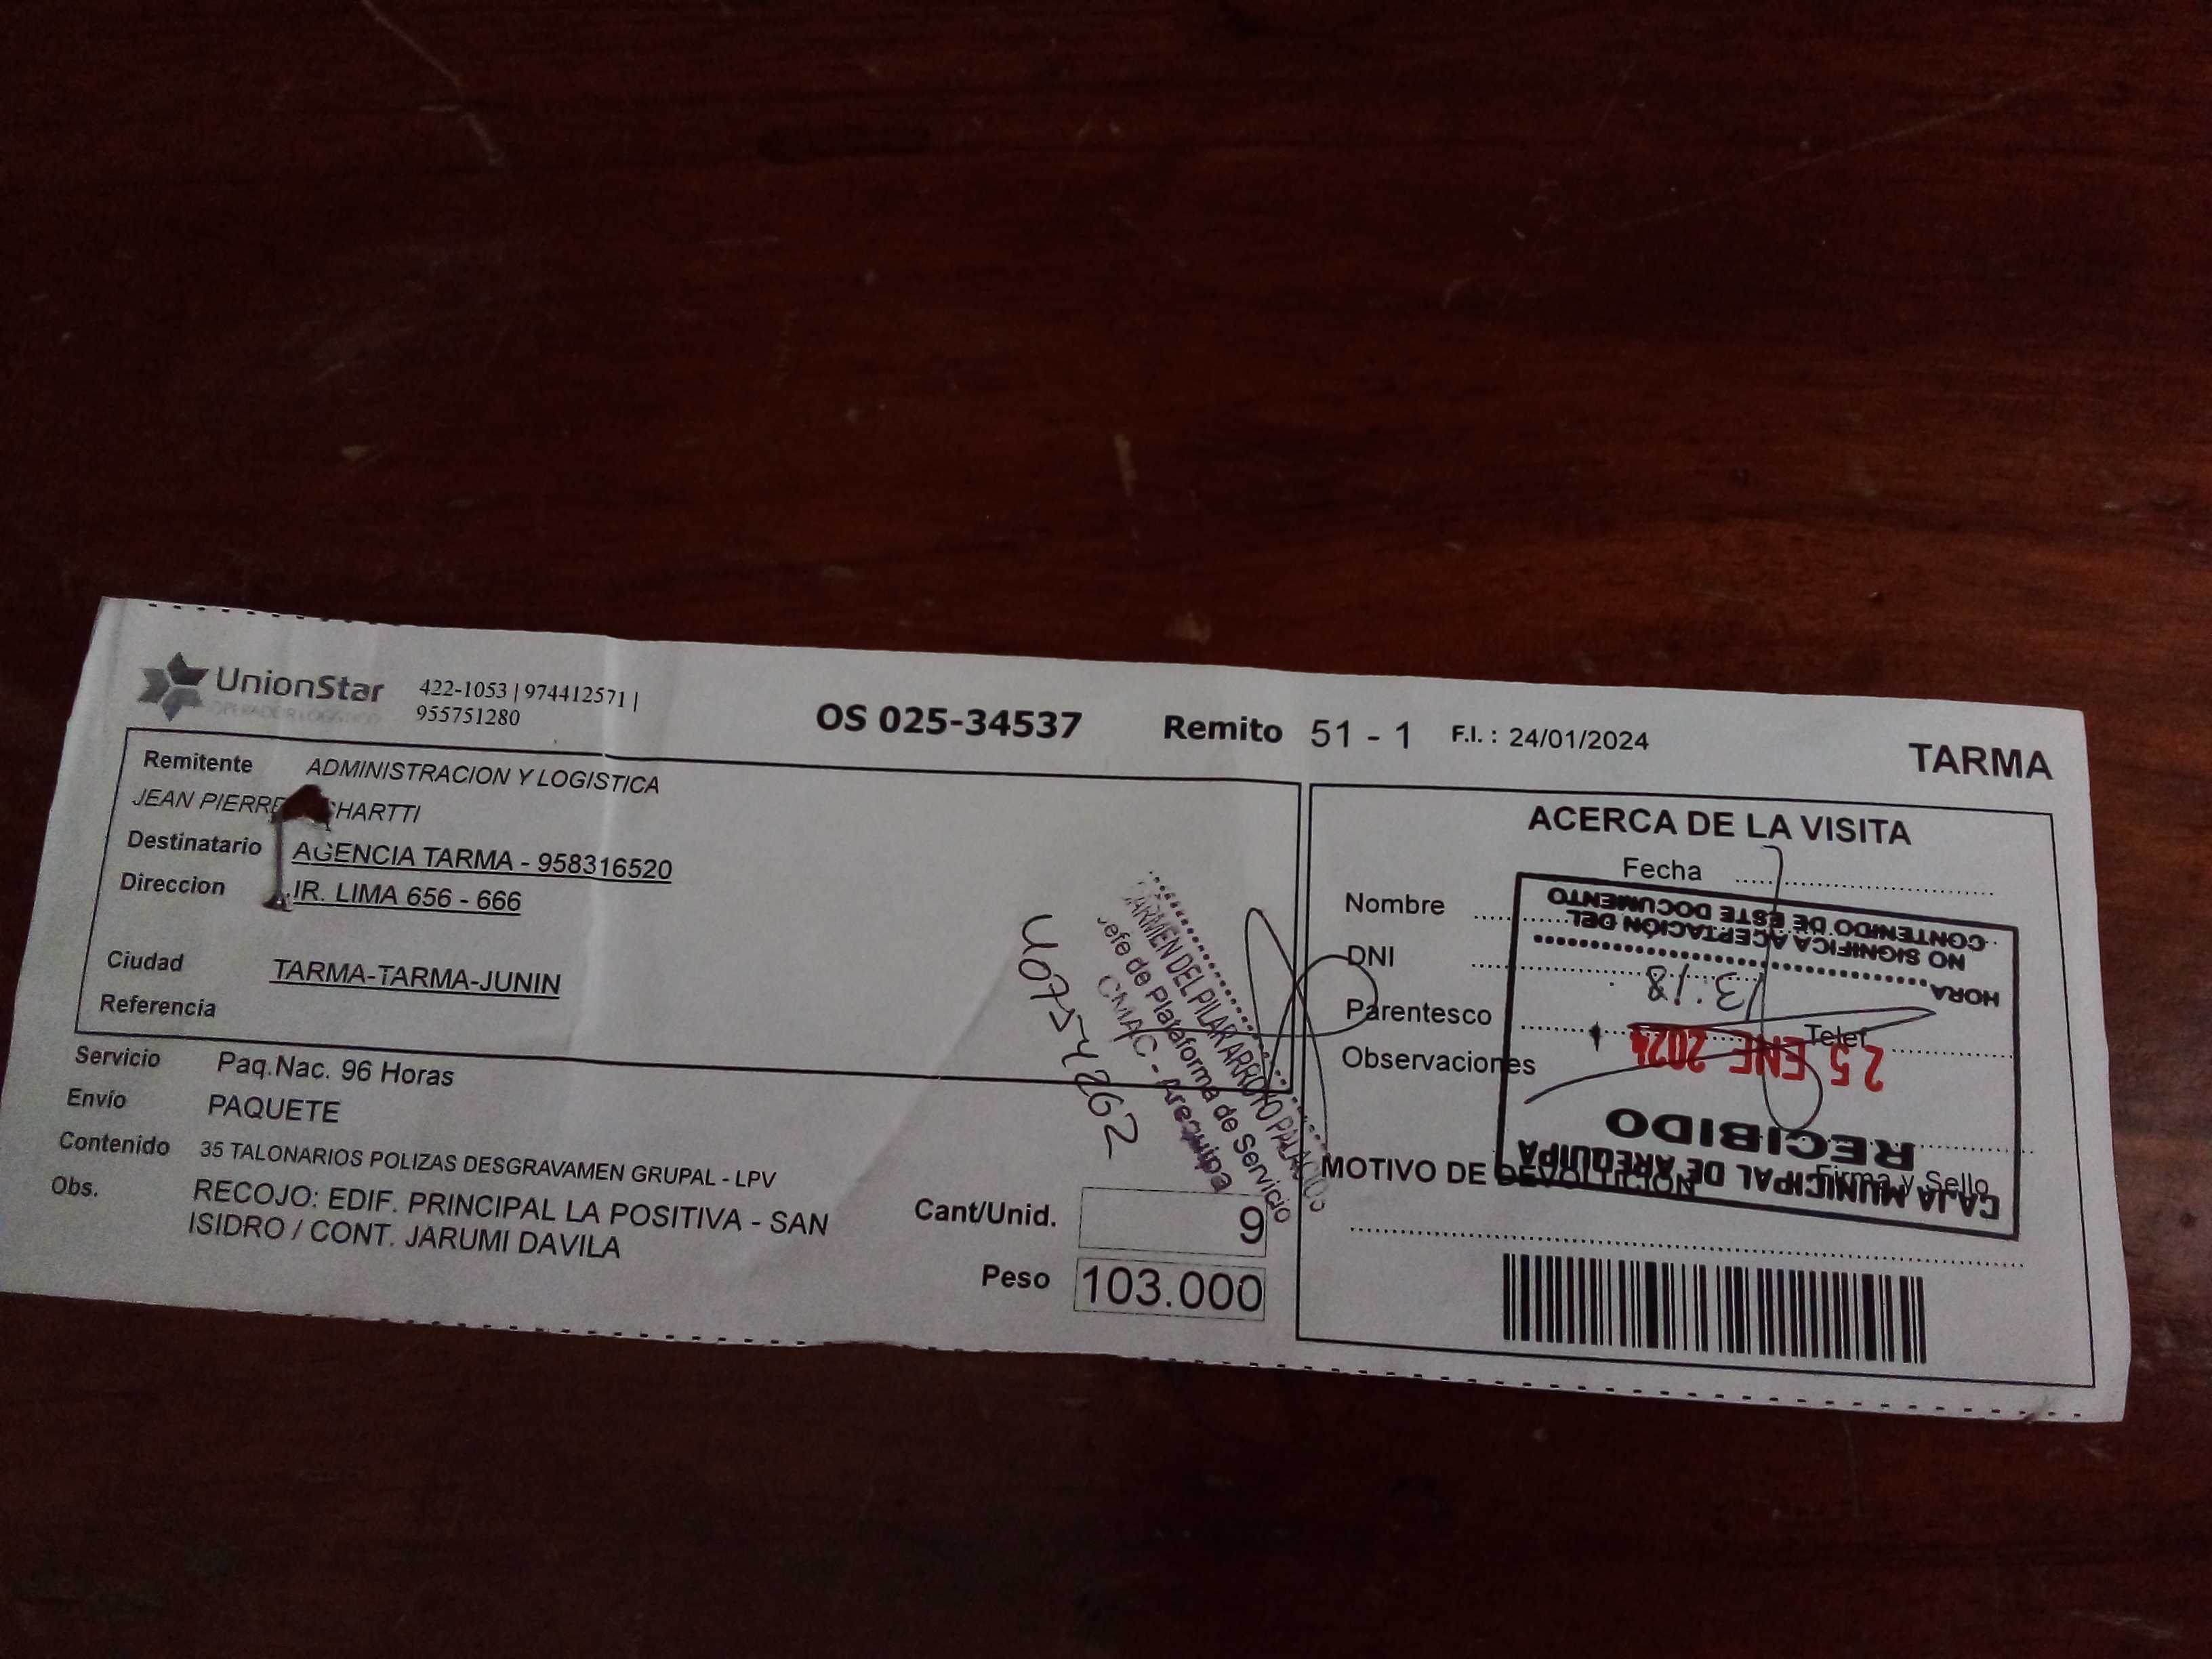 UnionStar
OPERADOR LOGISTICO
422-1053 | 974412571 |
955751280
OS 025-34537 Remito 51 - 1 F.I. : 24/01/2024
TARMA
Remitente ADMINISTRACION Y LOGISTICA
JEAN PIERRE CHARTTI
Destinatario AGENCIA TARMA - 958316520
Direccion JR. LIMA 656 - 666
Ciudad TARMA-TARMA-JUNIN
Referencia
Servicio Paq.Nac. 96 Horas
Envío PAQUETE
Contenido 35 TALONARIOS POLIZAS DESGRAVAMEN GRUPAL - LPV
Obs. RECOJO: EDIF. PRINCIPAL LA POSITIVA - SAN
ISIDRO / CONT. JARUMI DAVILA
Cant/Unid. 9
Peso 103.000
40754262
CARMEN DEL PILAR ARROYO PALACIOS
Jefe de Plataforma de Servicio
CMAC - Arequipa
ACERCA DE LA VISITA
Fecha
Nombre
DNI
Parentesco
Telef
Observaciones
Firma y Sello
MOTIVO DE DEVOLUCION
CAJA MUNICIPAL DE AREQUIPA
RECIBIDO
25 ENE 2024
HORA 13:18
NO SIGNIFICA ACEPTACIÓN DEL
CONTENIDO DE ESTE DOCUMENTO